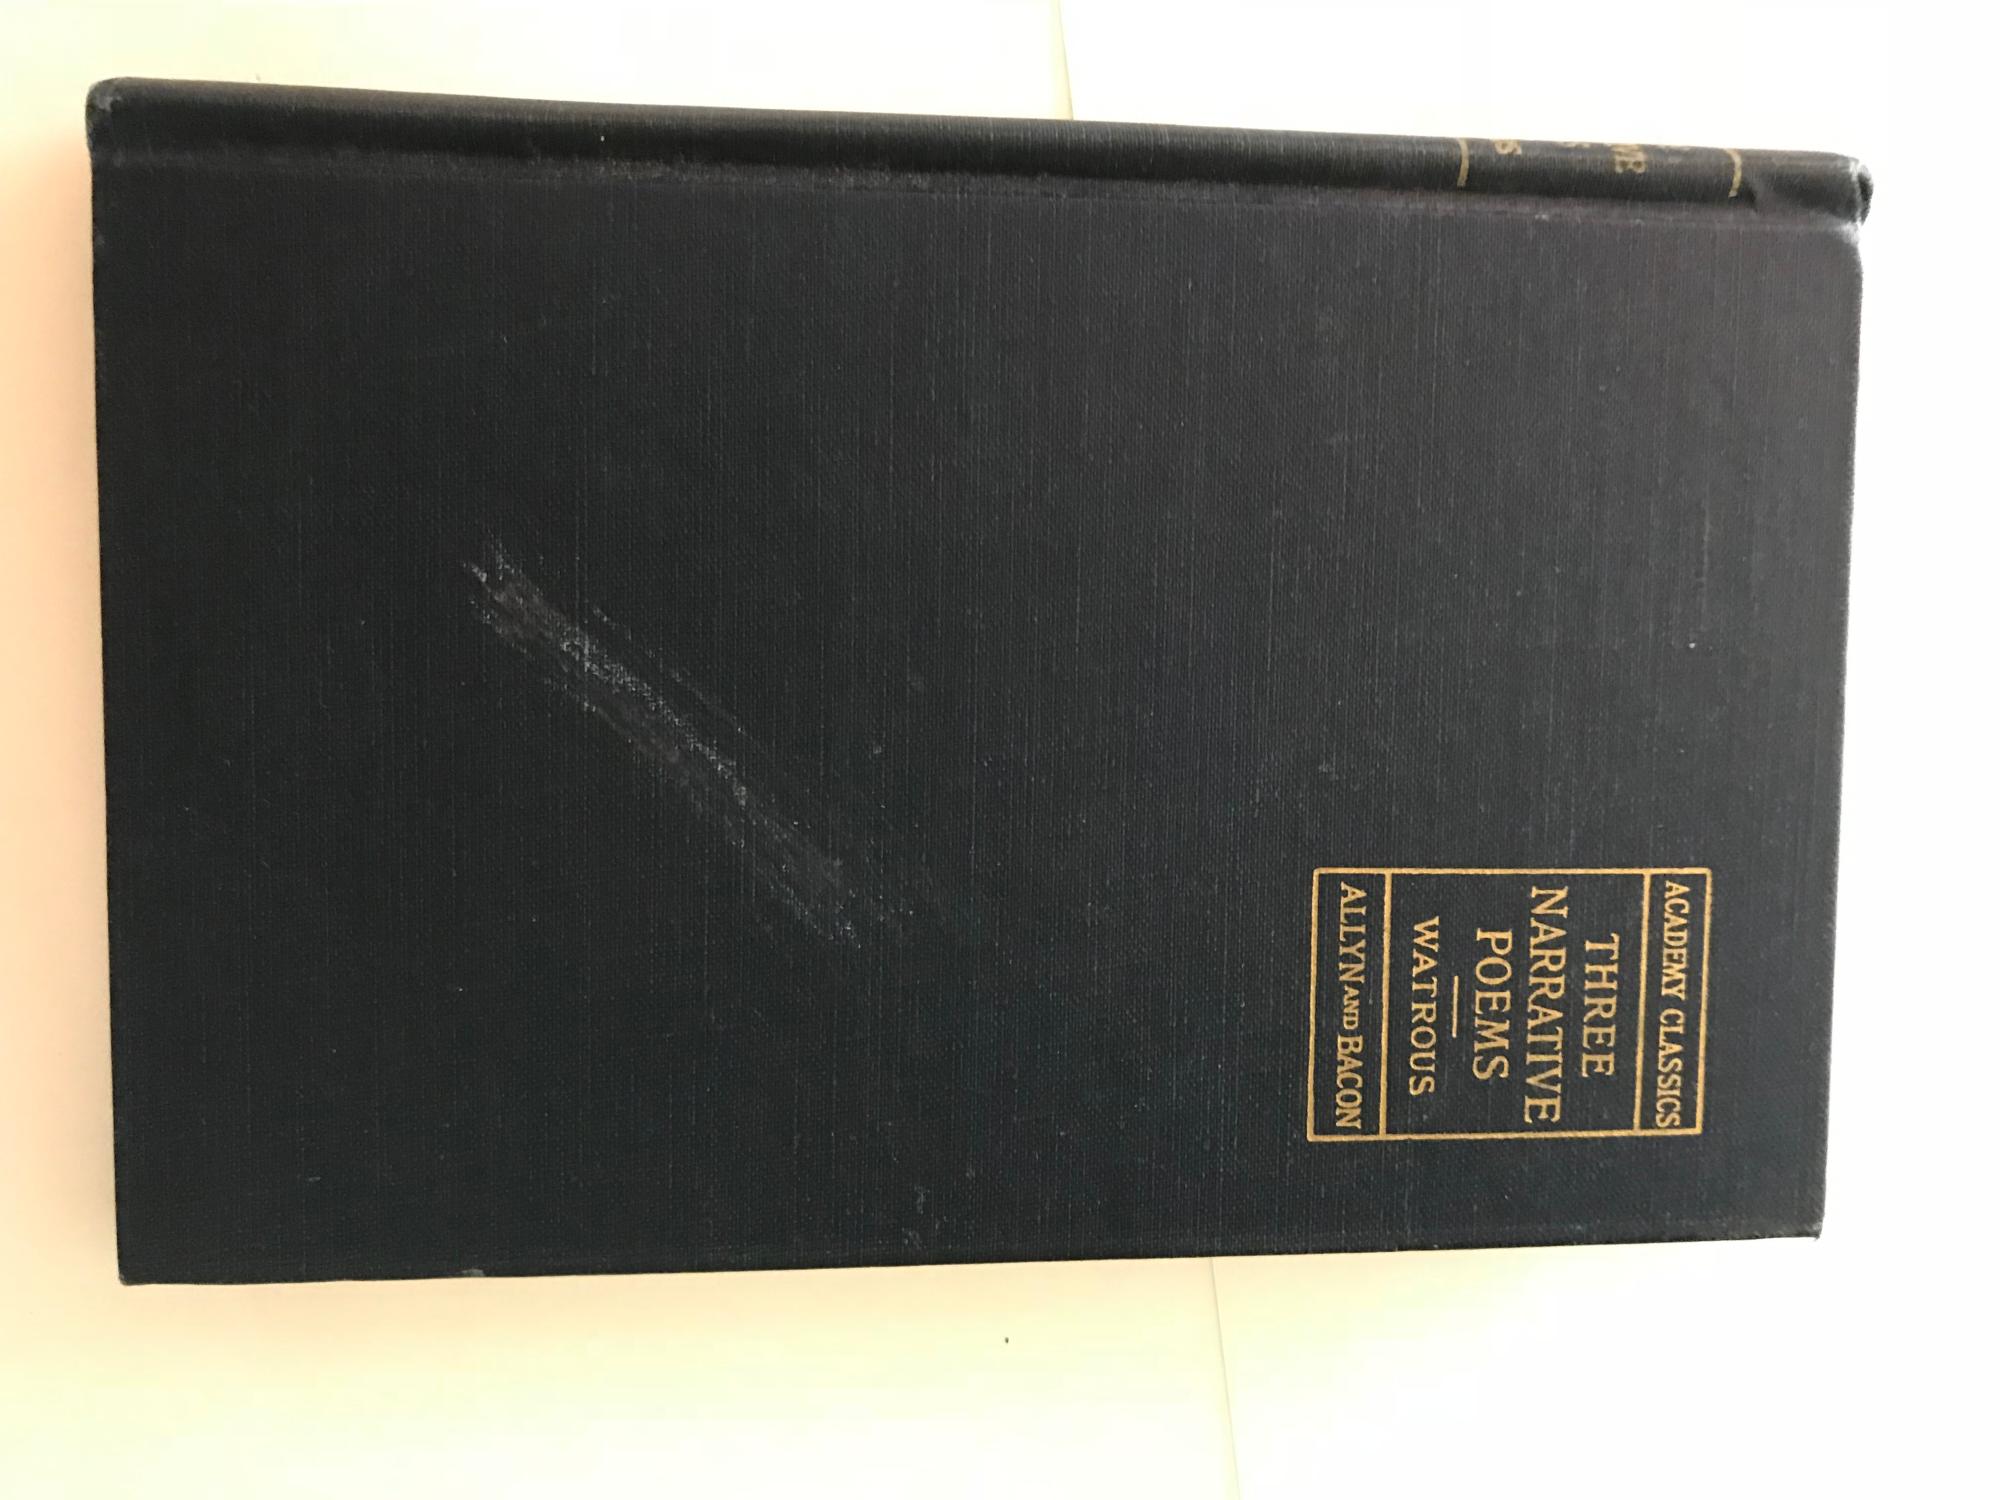 ACADEMY CLASSICS
THREE
NARRATIVE
POEMS
WATROUS
ALLYN AND BACON